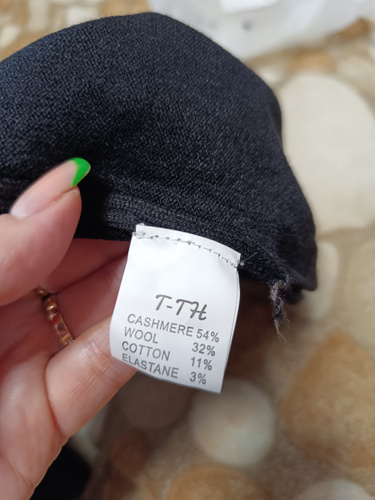 T-TH
CASHMERE 54%
WOOL 32%
COTTON 11%
ELASTANE 3%